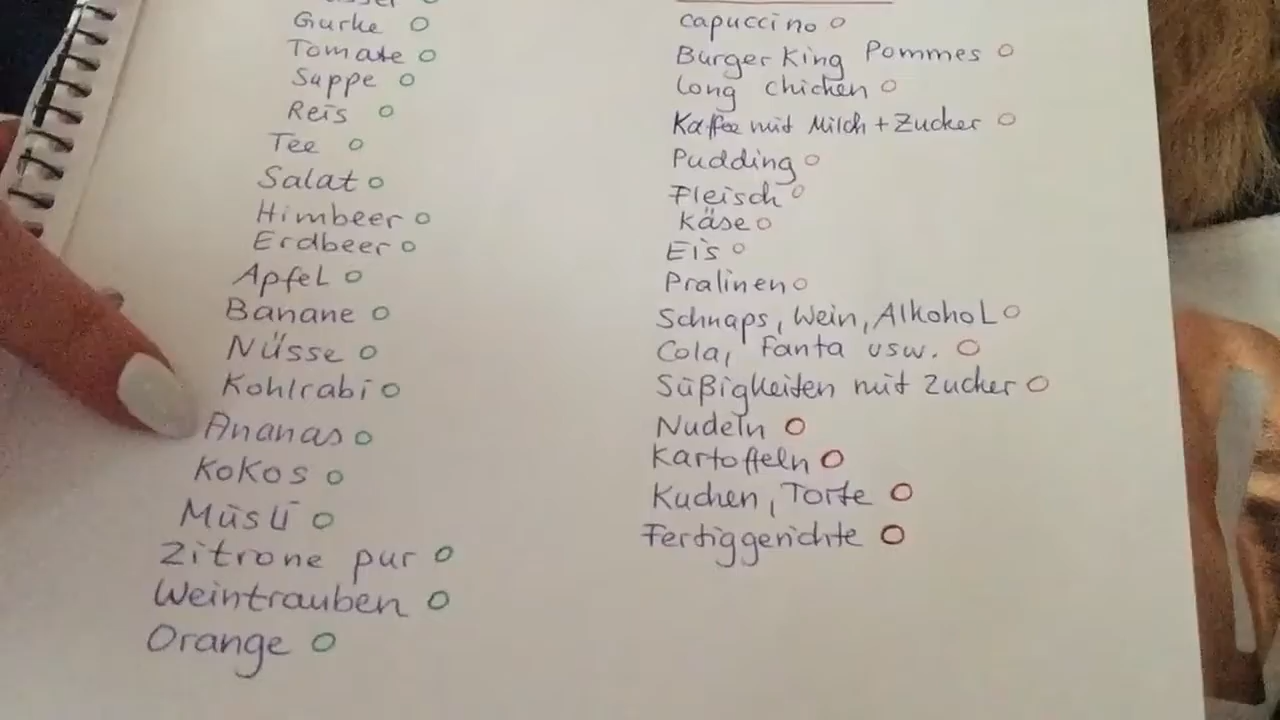 Gurke
Tomate
Suppe
Reis
Tee
Salat
Himbeer
Erdbeer
Apfel
Banane
Nüsse
Kohlrabi
Ananas
Kokos
Müsli
Zitrone pur
Weintrauben
Orange
Capuccino
Burger King Pommes
Long Chicken
Kaffee mit Milch + Zucker
Pudding
Fleisch
Käse
Eis
Pralinen
Schnaps, Wein, Alkohol
Cola, Fanta usw.
Süßigkeiten mit Zucker
Nudeln
Kartoffeln
Kuchen, Torte
Fertiggerichte